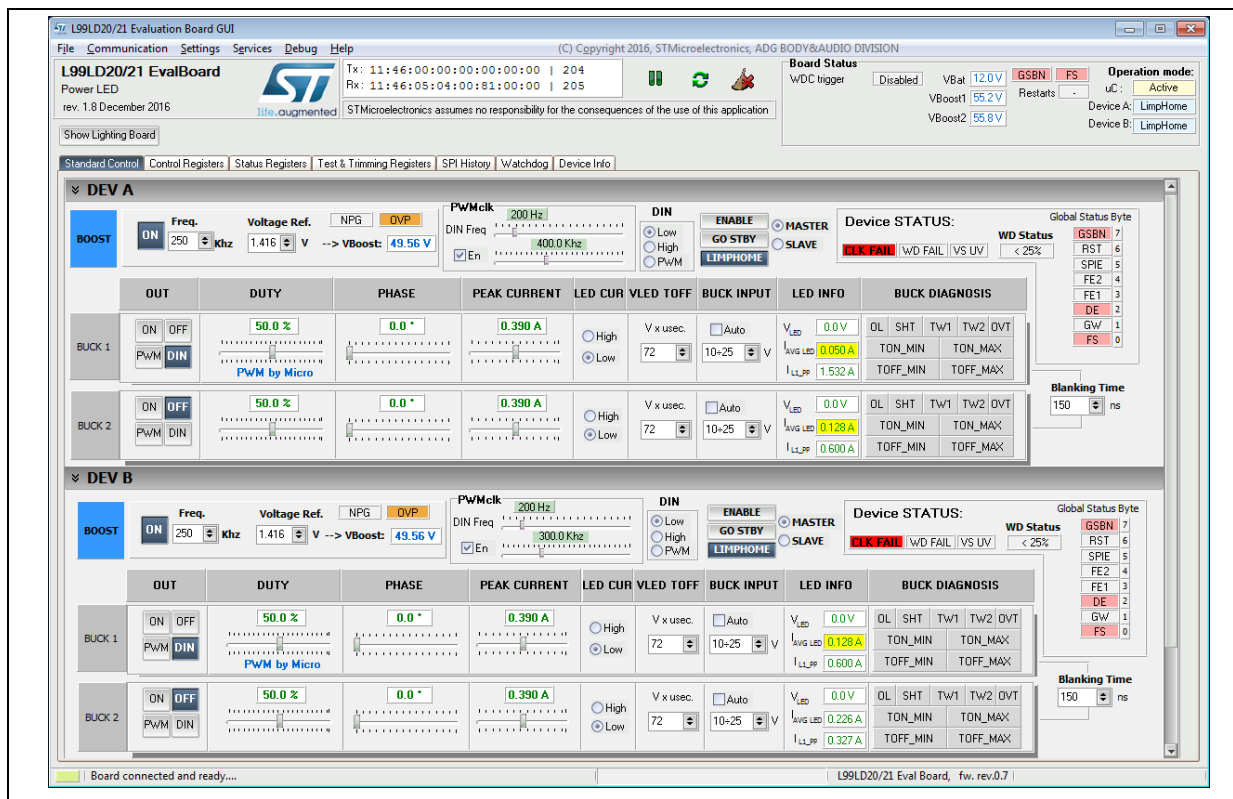 L99LD20/21 Evaluation Board GUI
File Communication Settings Services Debug Help (C) Copyright 2016, STMicroelectronics, ADG BODY&AUDIO DIVISION
L99LD20/21 EvalBoard
Power LED
rev. 1.8 December 2016
ST
life.augmented
Tx: 11:46:00:00:00:00:00:00 | 204
Rx: 11:46:05:04:00:81:00:00 | 205
STMicroelectronics assumes no responsibility for the consequences of the use of this application
Board Status
WDC trigger Disabled VBat 12.0 V GSBN FS Operation mode:
VBoost1 55.2 V Restarts - uC : Active
Device A: LimpHome
VBoost2 55.8 V
Device B: LimpHome
Show Lighting Board
Standard Control Control Registers Status Registers Test & Trimming Registers SPI History Watchdog Device Info
DEV A
BOOST ON Freq. 250 Khz Voltage Ref. 1.416 V NPG OVP --> VBoost: 49.56 V
PWMclk 200 Hz
DIN Freq
400.0 Khz
En
DIN
Low
High
PWM
ENABLE
GO STBY
LIMPHOME
MASTER
SLAVE
Device STATUS:
CLK FAIL WD FAIL VS UV
WD Status
< 25%
Global Status Byte
GSBN 7
RST 6
SPIE 5
FE2 4
FE1 3
DE 2
GW 1
FS 0
OUT DUTY PHASE PEAK CURRENT LED CUR VLED TOFF BUCK INPUT LED INFO BUCK DIAGNOSIS
BUCK 1
ON OFF
PWM DIN
50.0 %
PWM by Micro
0.0 °
0.390 A
High
Low
V x usec.
72
Auto
10÷25 V
VLED 0.0 V
IAVG LED 0.050 A
IL1_PP 1.532 A
OL SHT TW1 TW2 OVT
TON_MIN TON_MAX
TOFF_MIN TOFF_MAX
BUCK 2
ON OFF
PWM DIN
50.0 %
0.0 °
0.390 A
High
Low
V x usec.
72
Auto
10÷25 V
VLED 0.0 V
IAVG LED 0.128 A
IL1_PP 0.600 A
OL SHT TW1 TW2 OVT
TON_MIN TON_MAX
TOFF_MIN TOFF_MAX
Blanking Time
150 ns
DEV B
BOOST ON Freq. 250 Khz Voltage Ref. 1.416 V NPG OVP --> VBoost: 49.56 V
PWMclk 200 Hz
DIN Freq
300.0 Khz
En
DIN
Low
High
PWM
ENABLE
GO STBY
LIMPHOME
MASTER
SLAVE
Device STATUS:
CLK FAIL WD FAIL VS UV
WD Status
< 25%
Global Status Byte
GSBN 7
RST 6
SPIE 5
FE2 4
FE1 3
DE 2
GW 1
FS 0
OUT DUTY PHASE PEAK CURRENT LED CUR VLED TOFF BUCK INPUT LED INFO BUCK DIAGNOSIS
BUCK 1
ON OFF
PWM DIN
50.0 %
PWM by Micro
0.0 °
0.390 A
High
Low
V x usec.
72
Auto
10÷25 V
VLED 0.0 V
IAVG LED 0.128 A
IL1_PP 0.600 A
OL SHT TW1 TW2 OVT
TON_MIN TON_MAX
TOFF_MIN TOFF_MAX
BUCK 2
ON OFF
PWM DIN
50.0 %
0.0 °
0.390 A
High
Low
V x usec.
72
Auto
10÷25 V
VLED 0.0 V
IAVG LED 0.226 A
IL1_PP 0.327 A
OL SHT TW1 TW2 OVT
TON_MIN TON_MAX
TOFF_MIN TOFF_MAX
Blanking Time
150 ns
Board connected and ready.... L99LD20/21 Eval Board, fw. rev.0.7